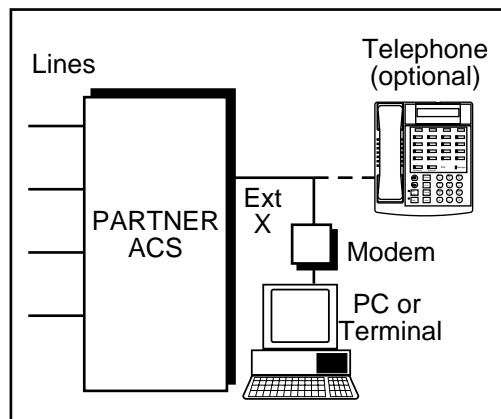 Lines
Telephone
(optional)
PARTNER
ACS
Ext
X
Modem
PC or
Terminal